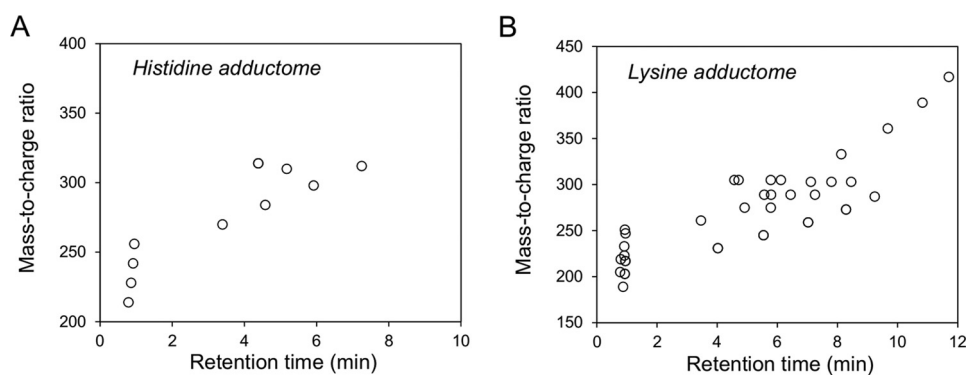 A
Histidine adductome
Mass-to-charge ratio
400
350
300
250
200
0 2 4 6 8 10
Retention time (min)
B
Lysine adductome
Mass-to-charge ratio
450
400
350
300
250
200
150
0 2 4 6 8 10 12
Retention time (min)